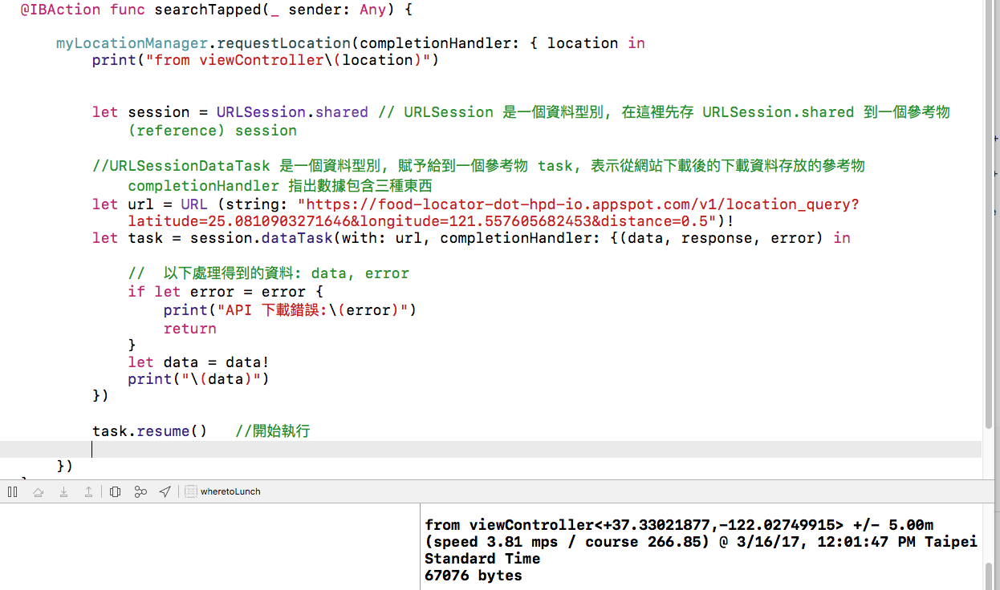 @IBAction func searchTapped(_ sender: Any) {
myLocationManager.requestLocation(completionHandler: { location in
print("from viewController\(location)")
let session = URLSession.shared // URLSession 是一個資料型別, 在這裡先存 URLSession.shared 到一個參考物
(reference) session
//URLSessionDataTask 是一個資料型別, 賦予給到一個參考物 task, 表示從網站下載後的下載資料存放的參考物
completionHandler 指出數據包含三種東西
let url = URL (string: "https://food-locator-dot-hpd-io.appspot.com/v1/location_query?
latitude=25.0810903271646&longitude=121.557605682453&distance=0.5")!
let task = session.dataTask(with: url, completionHandler: {(data, response, error) in
// 以下處理得到的資料: data, error
if let error = error {
print("API 下載錯誤:\(error)")
return
}
let data = data!
print("\(data)")
})
task.resume() //開始執行
})
wheretoLunch
from viewController<+37.33021877,-122.02749915> +/- 5.00m
(speed 3.81 mps / course 266.85) @ 3/16/17, 12:01:47 PM Taipei
Standard Time
67076 bytes